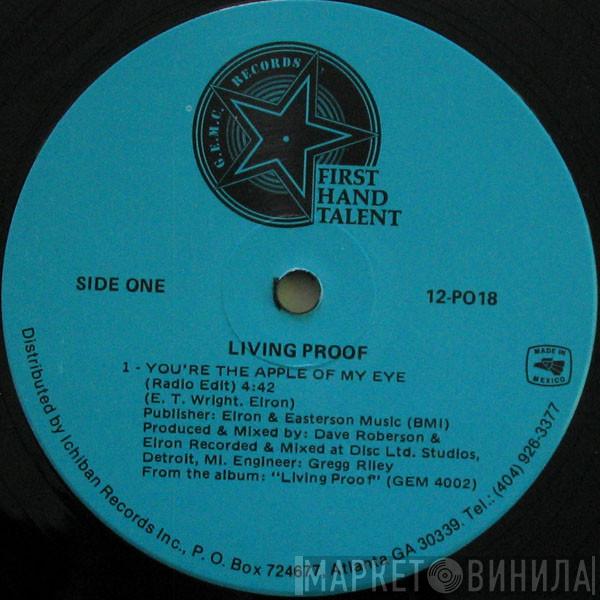 G.E.M.C. RECORDS
FIRST
HAND
TALENT
SIDE ONE
12-PO18
LIVING PROOF
1 - YOU'RE THE APPLE OF MY EYE
(Radio Edit) 4:42
(E. T. Wright, Elron)
Publisher: Elron & Easterson Music (BMI)
Produced & Mixed by: Dave Roberson &
Elron Recorded & Mixed at Disc Ltd. Studios,
Detroit, MI. Engineer: Gregg Riley
From the album: "Living Proof" (GEM 4002)
MADE IN
MEXICO
Distributed by Ichiban Records Inc., P. O. Box 724677, Atlanta GA 30339. Tel.: (404) 926-3377
МАРКЕТ ВИНИЛА